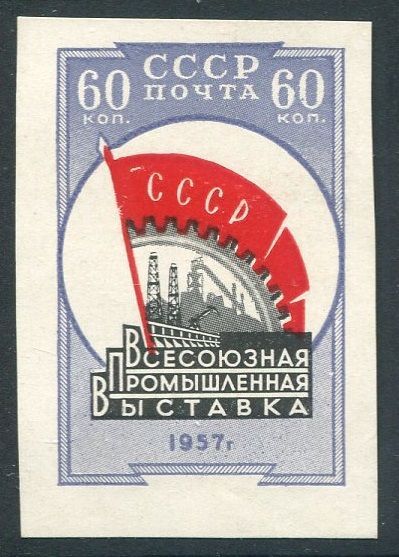 60 СССР 60
КОП. ПОЧТА КОП.
СССР
ВСЕСОЮЗНАЯ
ПРОМЫШЛЕННАЯ
ВЫСТАВКА
1957г